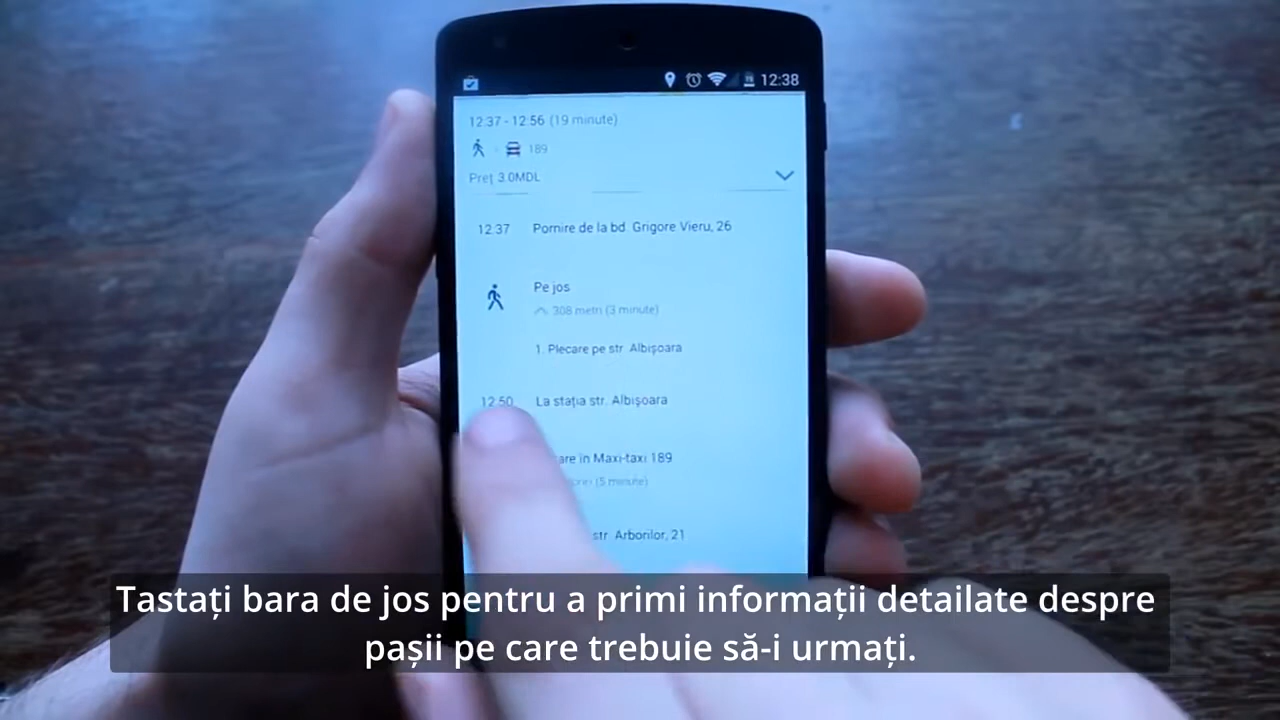 12:38
12:37 - 12:56 (19 minute)
189
Preț 3.0MDL
12:37 Pornire de la bd. Grigore Vieru, 26
Pe jos
308 metri (3 minute)
1. Plecare pe str. Albișoara
12:50 La stația str. Albișoara
are în Maxi-taxi 189
(5 minute)
str. Arborilor, 21
Tastați bara de jos pentru a primi informații detailate despre
pașii pe care trebuie să-i urmați.